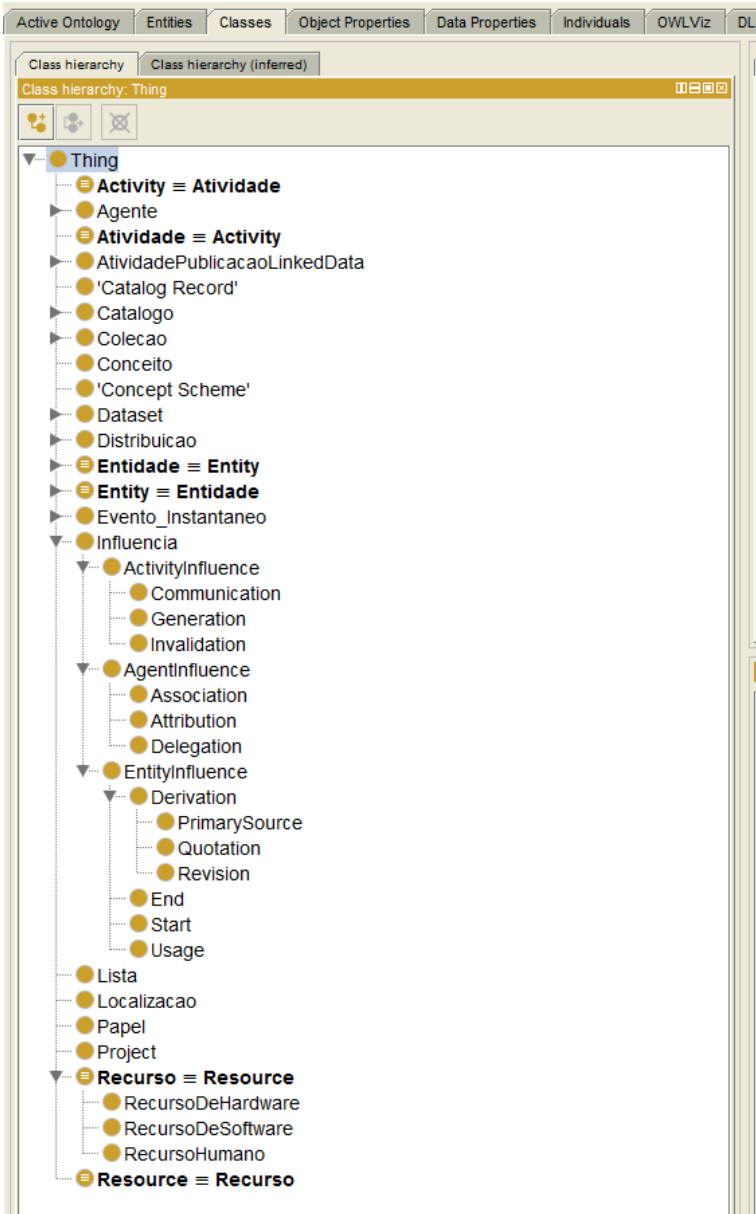 Active Ontology Entities Classes Object Properties Data Properties Individuals OWLViz DL
Class hierarchy Class hierarchy (inferred)
Class hierarchy: Thing
Thing
Activity ≡ Atividade
Agente
Atividade ≡ Activity
AtividadePublicacaoLinkedData
'Catalog Record'
Catalogo
Colecao
Conceito
'Concept Scheme'
Dataset
Distribuicao
Entidade ≡ Entity
Entity ≡ Entidade
Evento_Instantaneo
Influencia
ActivityInfluence
Communication
Generation
Invalidation
AgentInfluence
Association
Attribution
Delegation
EntityInfluence
Derivation
PrimarySource
Quotation
Revision
End
Start
Usage
Lista
Localizacao
Papel
Project
Recurso ≡ Resource
RecursoDeHardware
RecursoDeSoftware
RecursoHumano
Resource ≡ Recurso